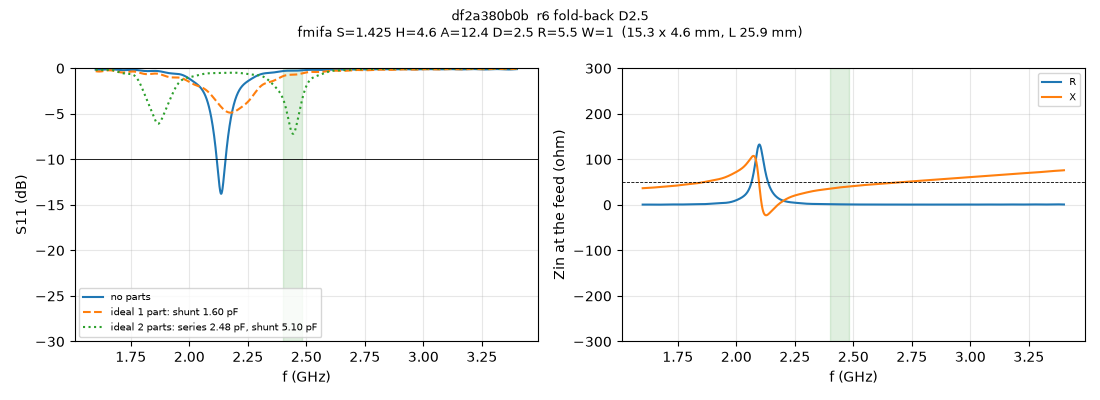 df2a380b0b  r6 fold-back D2.5
fmifa S=1.425 H=4.6 A=12.4 D=2.5 R=5.5 W=1  (15.3 x 4.6 mm, L 25.9 mm)
S11 (dB)
0
−5
−10
−15
−20
−25
−30
no parts
ideal 1 part: shunt 1.60 pF
ideal 2 parts: series 2.48 pF, shunt 5.10 pF
1.75 2.00 2.25 2.50 2.75 3.00 3.25
f (GHz)
Zin at the feed (ohm)
300
200
100
0
−100
−200
−300
R
X
1.75 2.00 2.25 2.50 2.75 3.00 3.25
f (GHz)